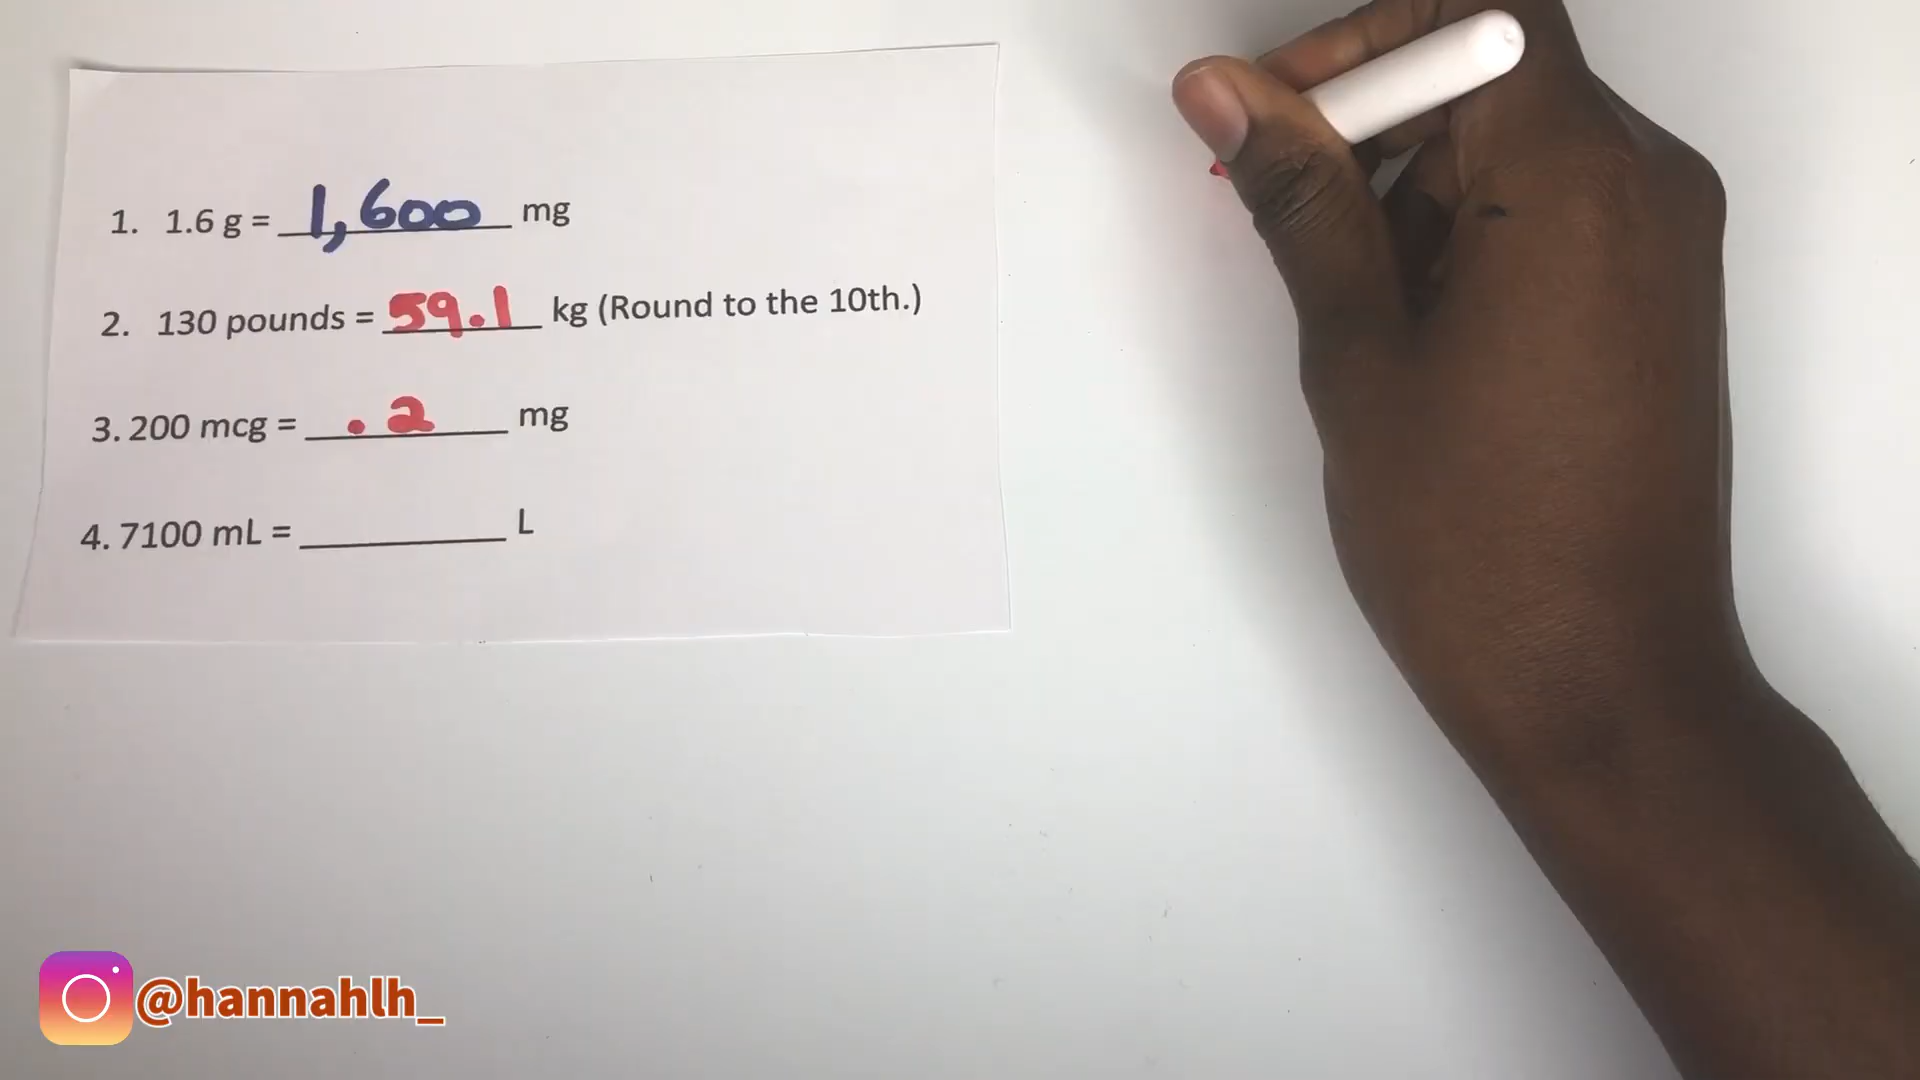 1. 1.6 g = 1,600 mg
2. 130 pounds = 59.1 kg (Round to the 10th.)
3. 200 mcg = .2 mg
4. 7100 mL = ________ L
@hannahlh_